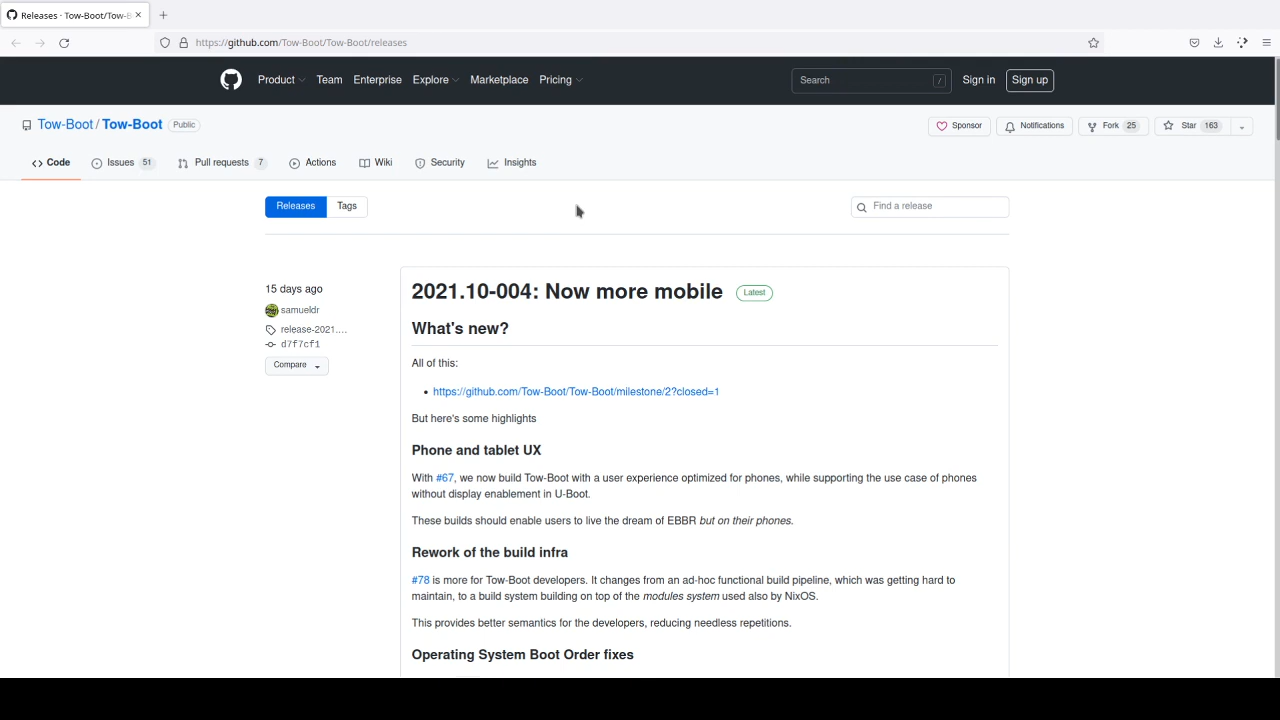 Releases · Tow-Boot/Tow-B
https://github.com/Tow-Boot/Tow-Boot/releases
Product Team Enterprise Explore Marketplace Pricing Search / Sign in Sign up
Tow-Boot / Tow-Boot Public Sponsor Notifications Fork 25 Star 163
Code Issues 51 Pull requests 7 Actions Wiki Security Insights
Releases Tags Find a release
15 days ago
samueldr
release-2021....
d7f7cf1
Compare
2021.10-004: Now more mobile Latest
What's new?
All of this:
• https://github.com/Tow-Boot/Tow-Boot/milestone/2?closed=1
But here's some highlights
Phone and tablet UX
With #67, we now build Tow-Boot with a user experience optimized for phones, while supporting the use case of phones
without display enablement in U-Boot.
These builds should enable users to live the dream of EBBR but on their phones.
Rework of the build infra
#78 is more for Tow-Boot developers. It changes from an ad-hoc functional build pipeline, which was getting hard to
maintain, to a build system building on top of the modules system used also by NixOS.
This provides better semantics for the developers, reducing needless repetitions.
Operating System Boot Order fixes